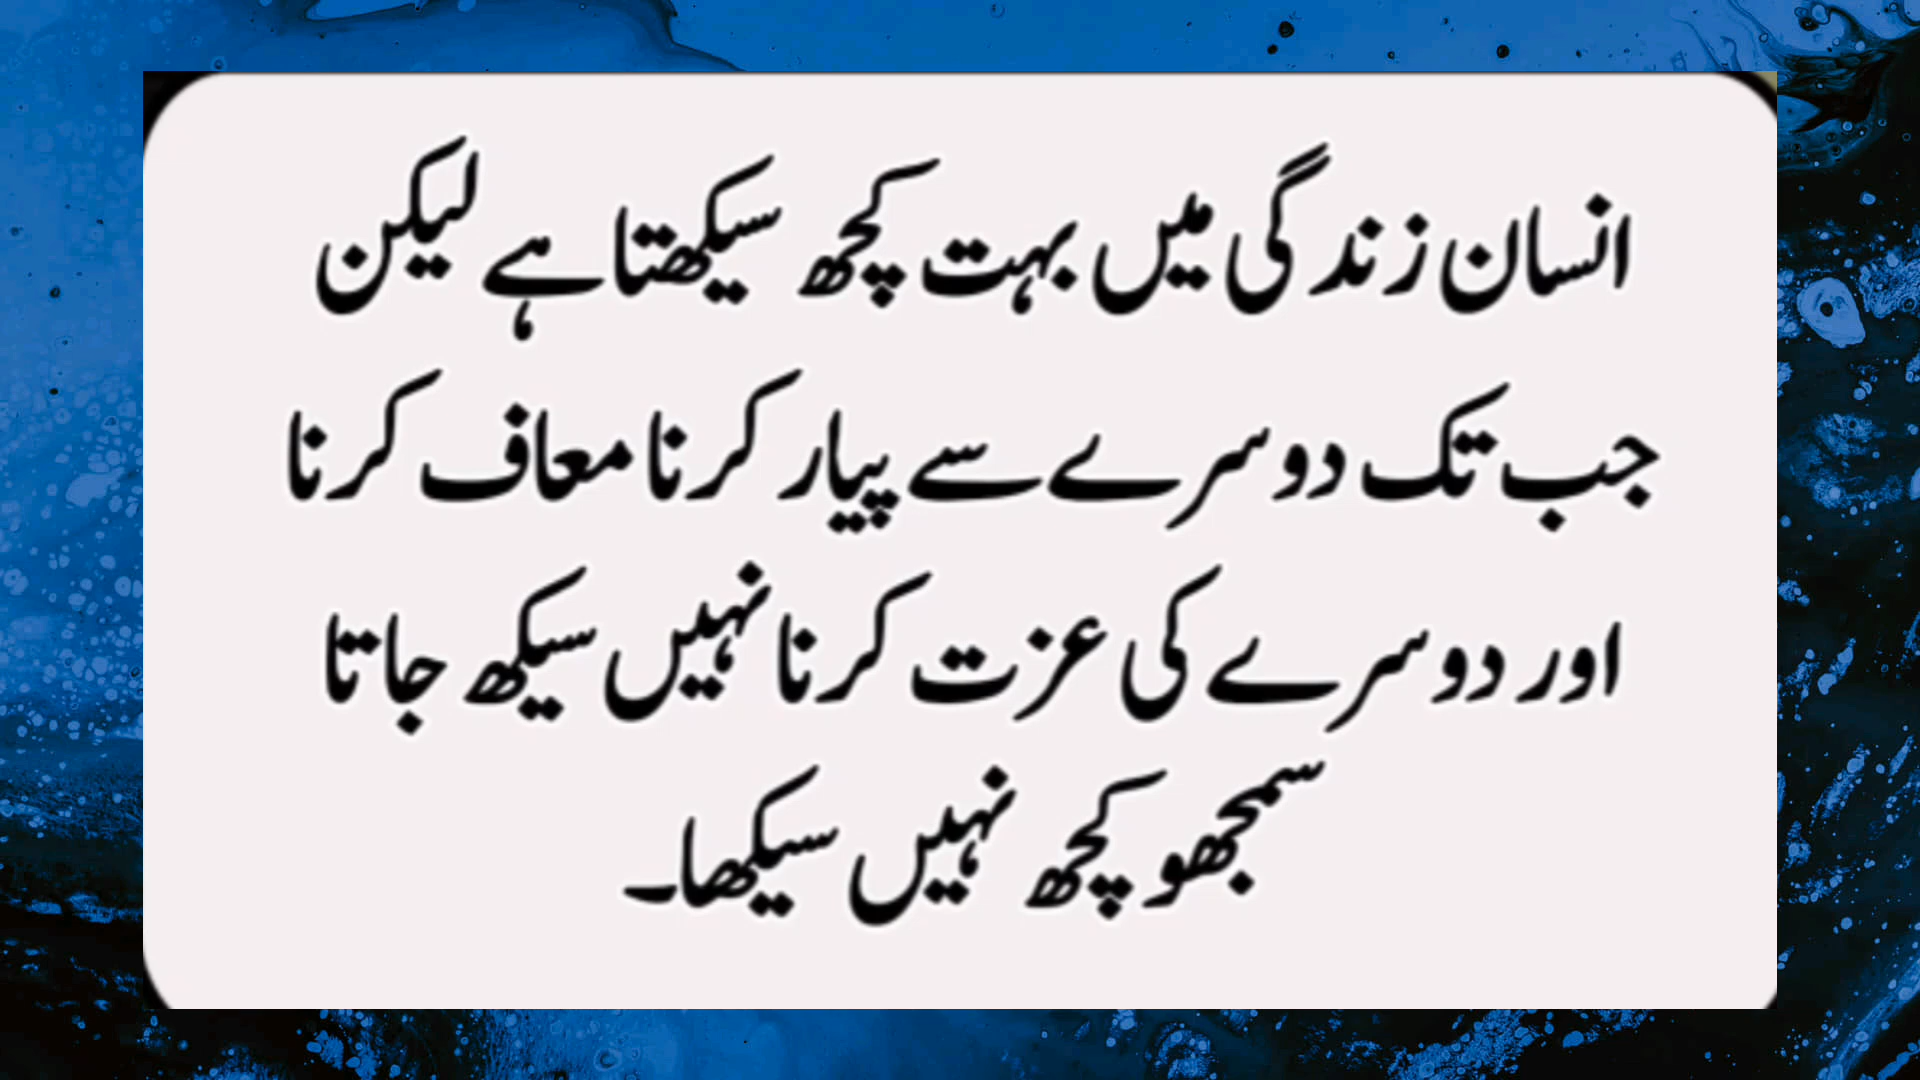 انسان زندگی میں بہت کچھ سیکھتا ہے لیکن
جب تک دوسرے سے پیار کرنا معاف کرنا
اور دوسرے کی عزت کرنا نہیں سیکھ جاتا
سمجھو کچھ نہیں سیکھا۔